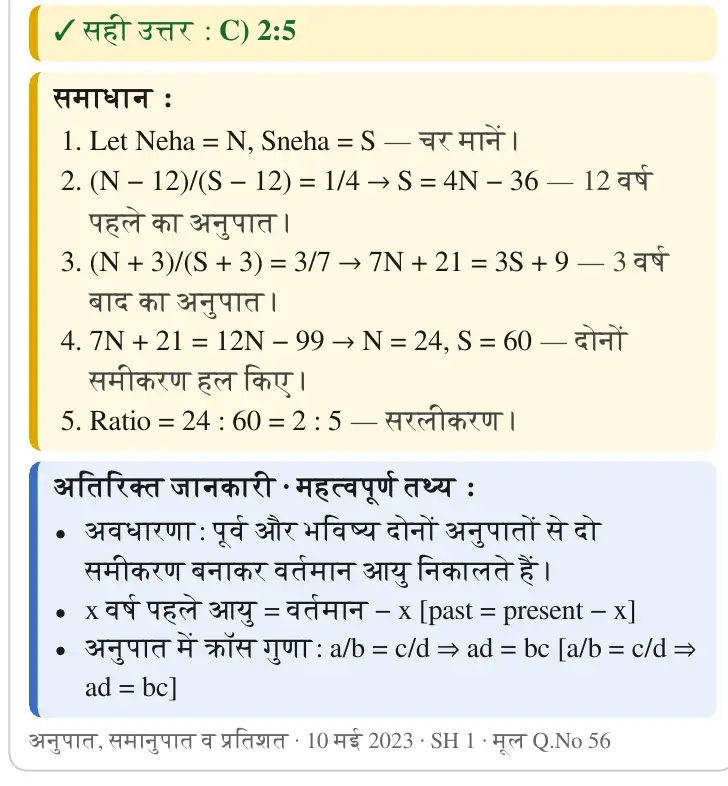 ✓ सही उत्तर : C) 2:5
समाधान :
1. Let Neha = N, Sneha = S — चर मानें।
2. (N − 12)/(S − 12) = 1/4 → S = 4N − 36 — 12 वर्ष
पहले का अनुपात।
3. (N + 3)/(S + 3) = 3/7 → 7N + 21 = 3S + 9 — 3 वर्ष
बाद का अनुपात।
4. 7N + 21 = 12N − 99 → N = 24, S = 60 — दोनों
समीकरण हल किए।
5. Ratio = 24 : 60 = 2 : 5 — सरलीकरण।
अतिरिक्त जानकारी · महत्वपूर्ण तथ्य :
• अवधारणा : पूर्व और भविष्य दोनों अनुपातों से दो
समीकरण बनाकर वर्तमान आयु निकालते हैं।
• x वर्ष पहले आयु = वर्तमान − x [past = present − x]
• अनुपात में क्रॉस गुणा : a/b = c/d ⇒ ad = bc [a/b = c/d ⇒
ad = bc]
अनुपात, समानुपात व प्रतिशत · 10 मई 2023 · SH 1 · मूल Q.No 56